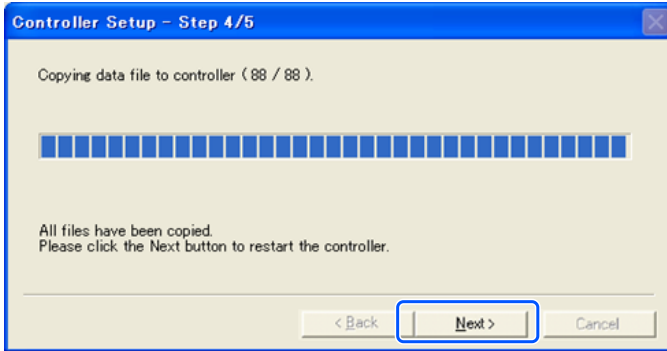 Controller Setup - Step 4/5
Copying data file to controller ( 88 / 88 ).
All files have been copied.
Please click the Next button to restart the controller.
< Back
Next >
Cancel